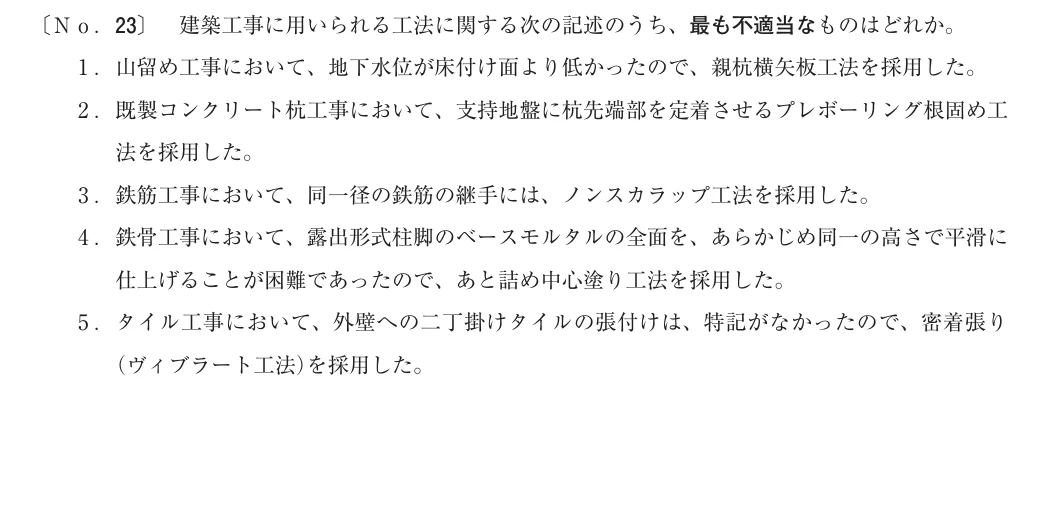 〔Ｎｏ．23〕　建築工事に用いられる工法に関する次の記述のうち、最も不適当なものはどれか。
１．山留め工事において、地下水位が床付け面より低かったので、親杭横矢板工法を採用した。
２．既製コンクリート杭工事において、支持地盤に杭先端部を定着させるプレボーリング根固め工
法を採用した。
３．鉄筋工事において、同一径の鉄筋の継手には、ノンスカラップ工法を採用した。
４．鉄骨工事において、露出形式柱脚のベースモルタルの全面を、あらかじめ同一の高さで平滑に
仕上げることが困難であったので、あと詰め中心塗り工法を採用した。
５．タイル工事において、外壁への二丁掛けタイルの張付けは、特記がなかったので、密着張り
（ヴィブラート工法）を採用した。